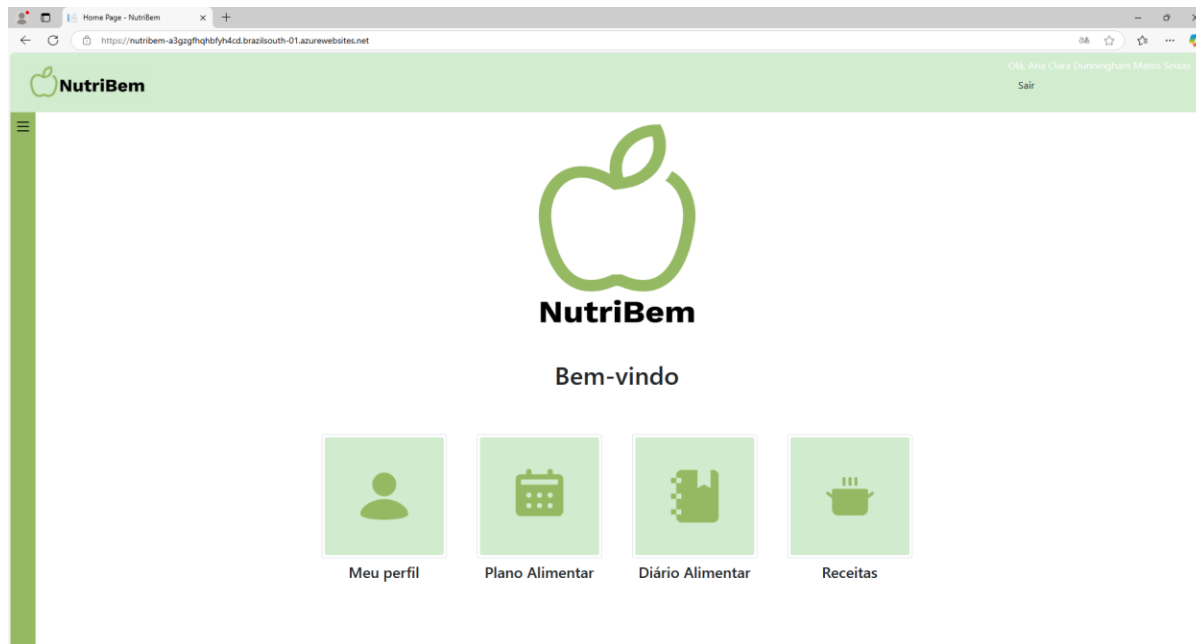 Home Page - NutriBem
https://nutribem-a3gzgfhqhbfyh4cd.brazilsouth-01.azurewebsites.net
NutriBem
Olá, Ana Clara Dunningham Matos Seixas
Sair
NutriBem
Bem-vindo
Meu perfil
Plano Alimentar
Diário Alimentar
Receitas